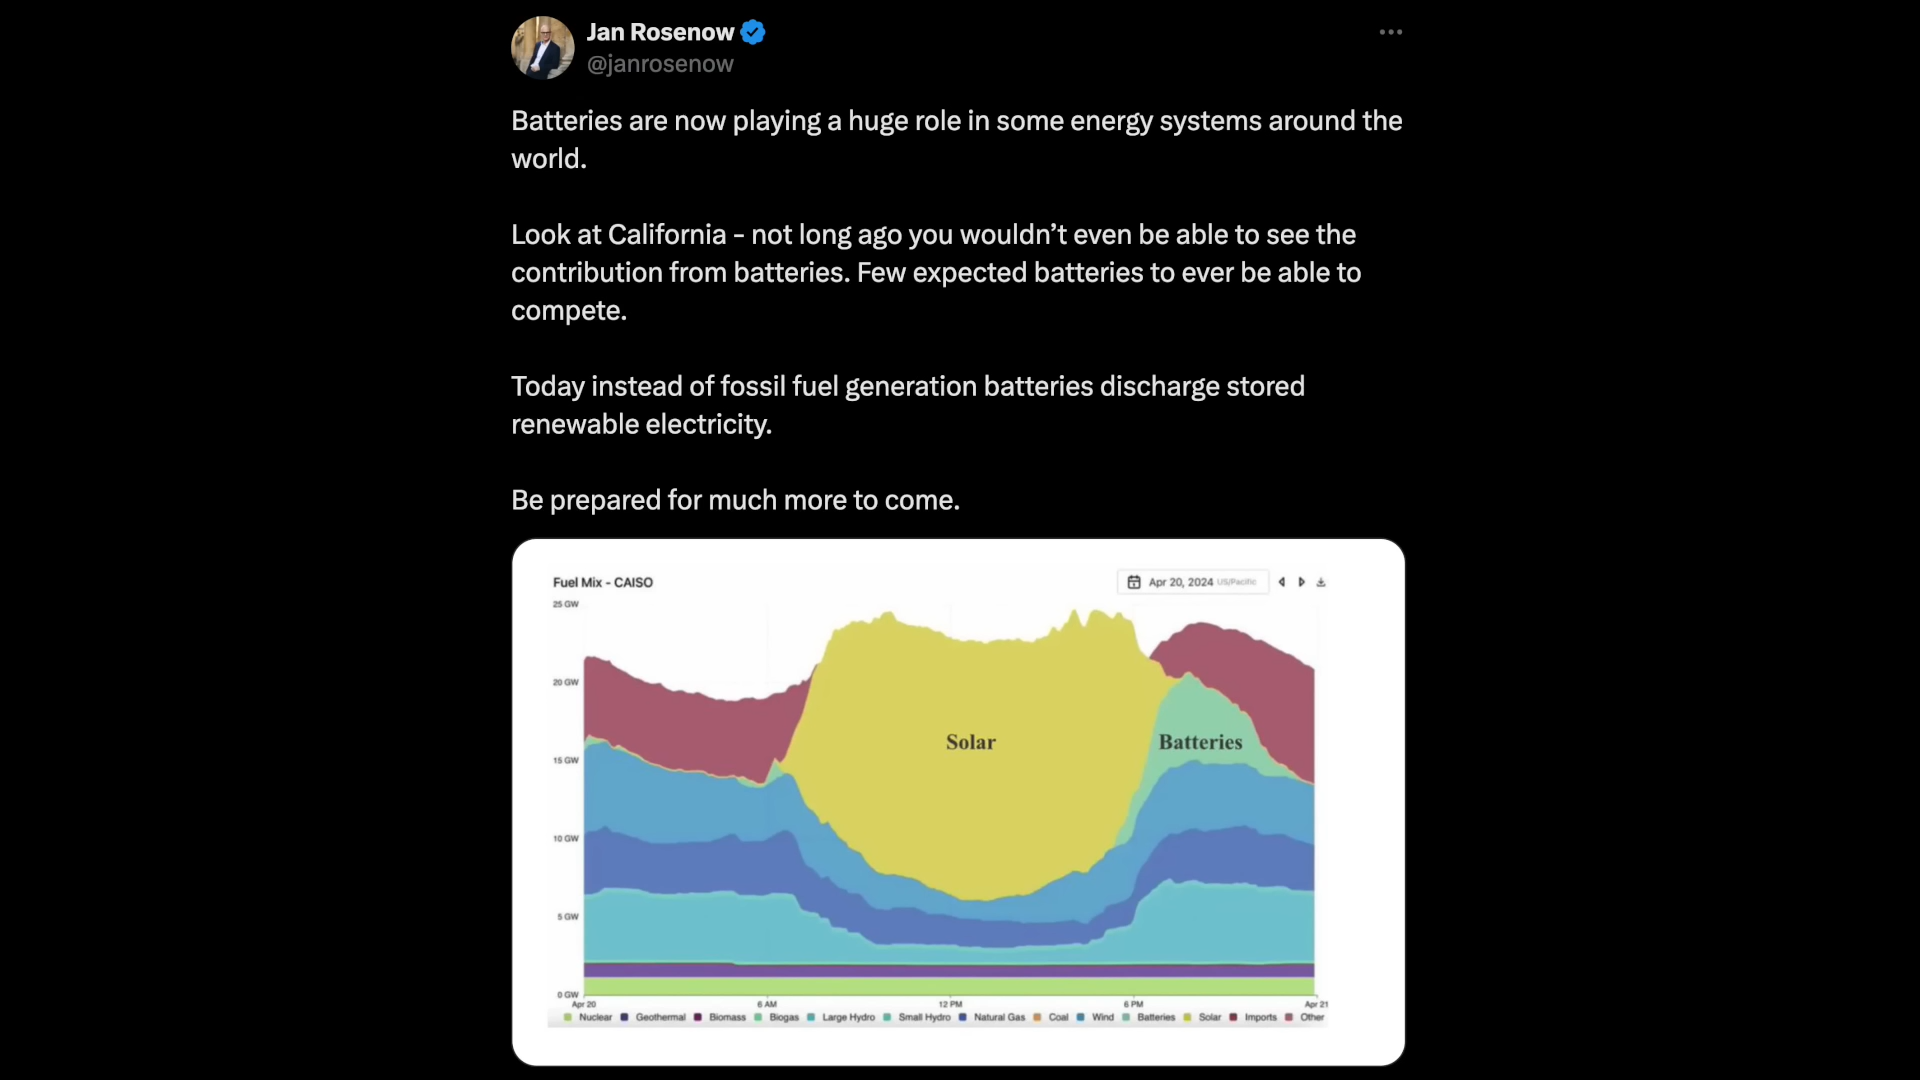 Jan Rosenow
@janrosenow
Batteries are now playing a huge role in some energy systems around the
world.
Look at California - not long ago you wouldn’t even be able to see the
contribution from batteries. Few expected batteries to ever be able to
compete.
Today instead of fossil fuel generation batteries discharge stored
renewable electricity.
Be prepared for much more to come.
Fuel Mix - CAISO
Apr 20, 2024 US/Pacific
25 GW
20 GW
Solar
Batteries
15 GW
10 GW
5 GW
0 GW
Apr 20 6 AM 12 PM 6 PM Apr 21
Nuclear Geothermal Biomass Biogas Large Hydro Small Hydro Natural Gas Coal Wind Batteries Solar Imports Other